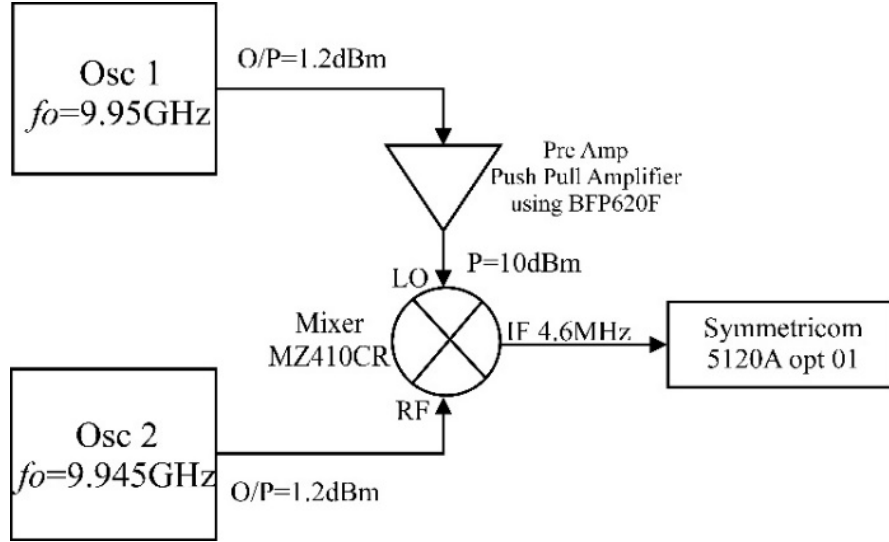 Osc 1
fo=9.95GHz
O/P=1.2dBm
Pre Amp
Push Pull Amplifier
using BFP620F
P=10dBm
LO
Mixer
MZ410CR
IF 4.6MHz
Symmetricom
5120A opt 01
RF
Osc 2
fo=9.945GHz
O/P=1.2dBm